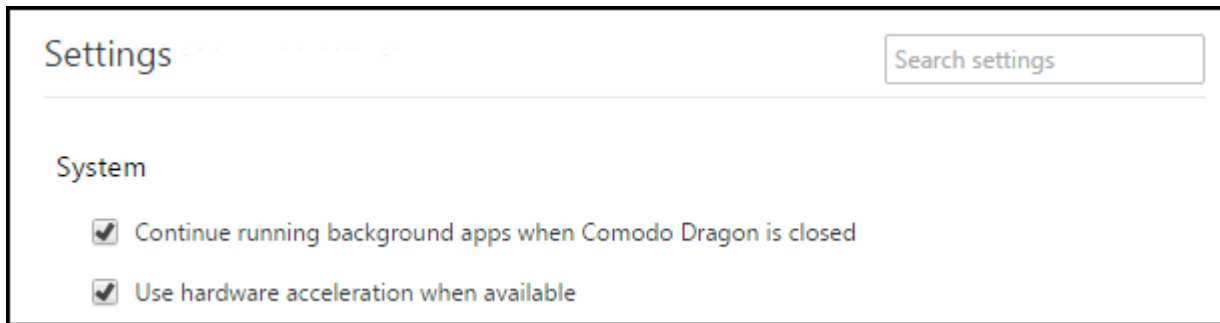 Settings
Search settings
System
Continue running background apps when Comodo Dragon is closed
Use hardware acceleration when available